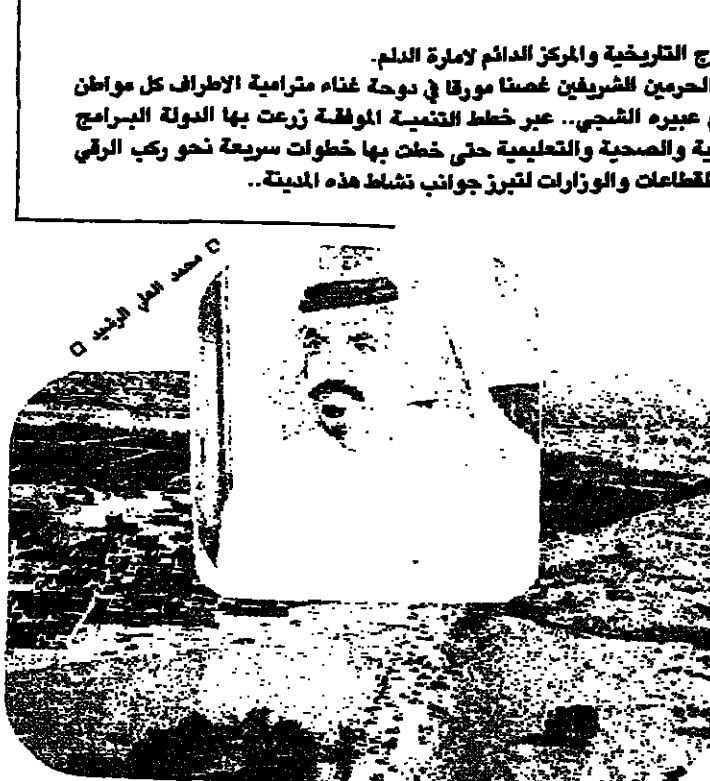 ج التاريخية والمركز الدائم لامارة الدلم.
الحرمين الشريفين غصنا مورقا في دوحة غناء مترامية الاطراف كل مواطن
عبيره الشجي.. عبر خطط التنمية الموفقة زرعت بها الدولة البرامج
ية والصحية والتعليمية حتى خطت بها خطوات سريعة نحو ركب الرقي
لقطاعات والوزارات لتبرز جوانب نشاط هذه المدينة..
□ محمد العلي الرشيد □